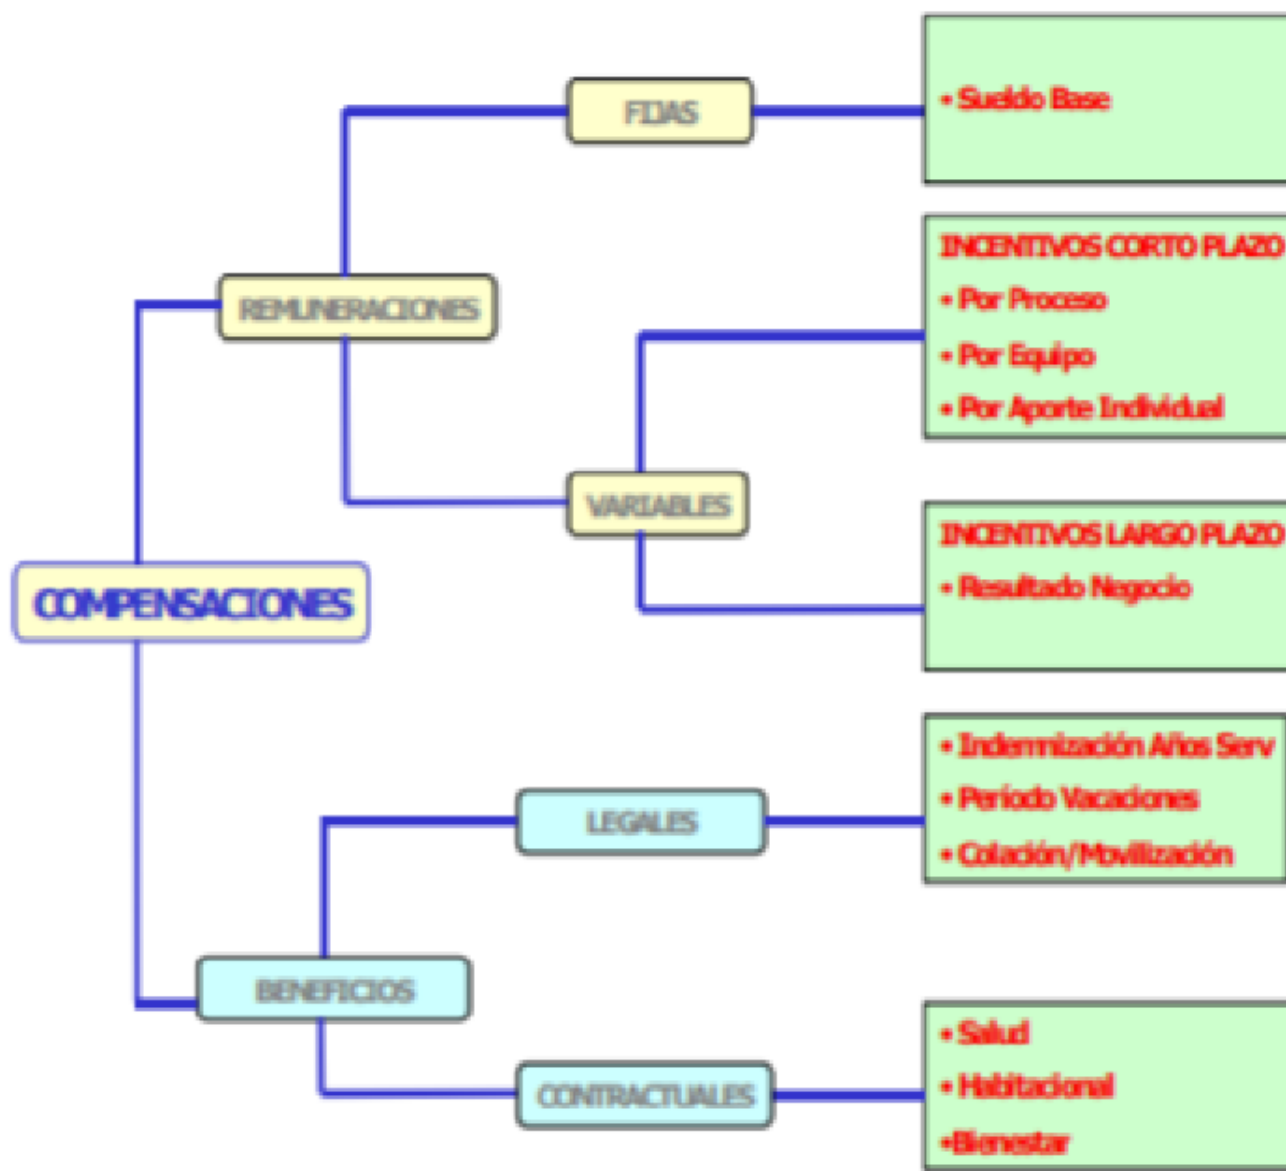 FIJAS
• Sueldo Base
REMUNERACIONES
INCENTIVOS CORTO PLAZO
• Por Proceso
• Por Equipo
• Por Aporte Individual
VARIABLES
INCENTIVOS LARGO PLAZO
• Resultado Negocio
COMPENSACIONES
LEGALES
• Indemnización Años Serv
• Período Vacaciones
• Colación/Movilización
BENEFICIOS
CONTRACTUALES
• Salud
• Habitacional
•Bienestar